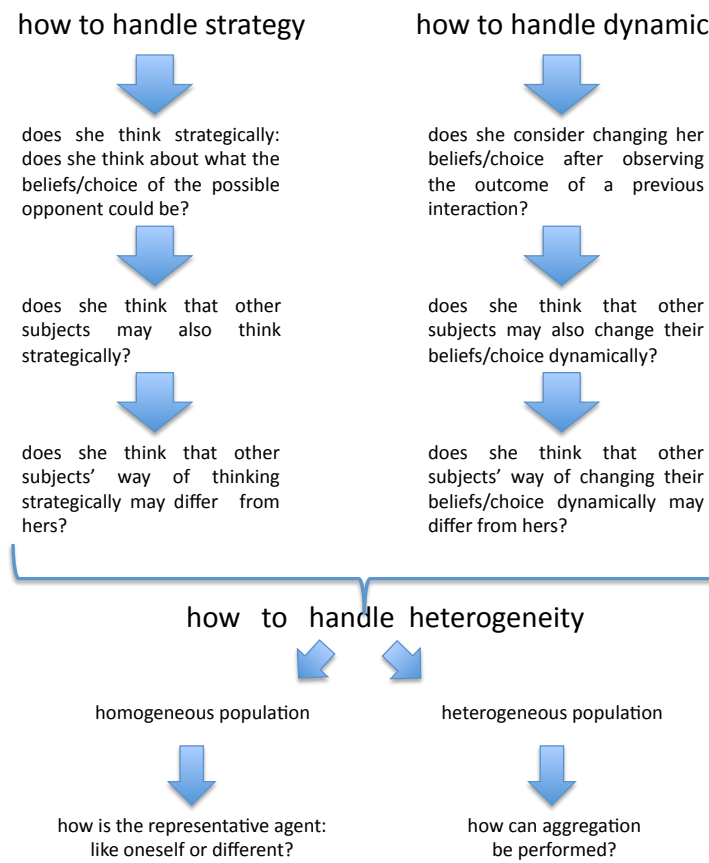 how to handle strategy
does she think strategically:
does she think about what the
beliefs/choice of the possible
opponent could be?
does she think that other
subjects may also think
strategically?
does she think that other
subjects' way of thinking
strategically may differ from
hers?
how to handle dynamic
does she consider changing her
beliefs/choice after observing
the outcome of a previous
interaction?
does she think that other
subjects may also change their
beliefs/choice dynamically?
does she think that other
subjects' way of changing their
beliefs/choice dynamically may
differ from hers?
how to handle heterogeneity
homogeneous population
how is the representative agent:
like oneself or different?
heterogeneous population
how can aggregation
be performed?